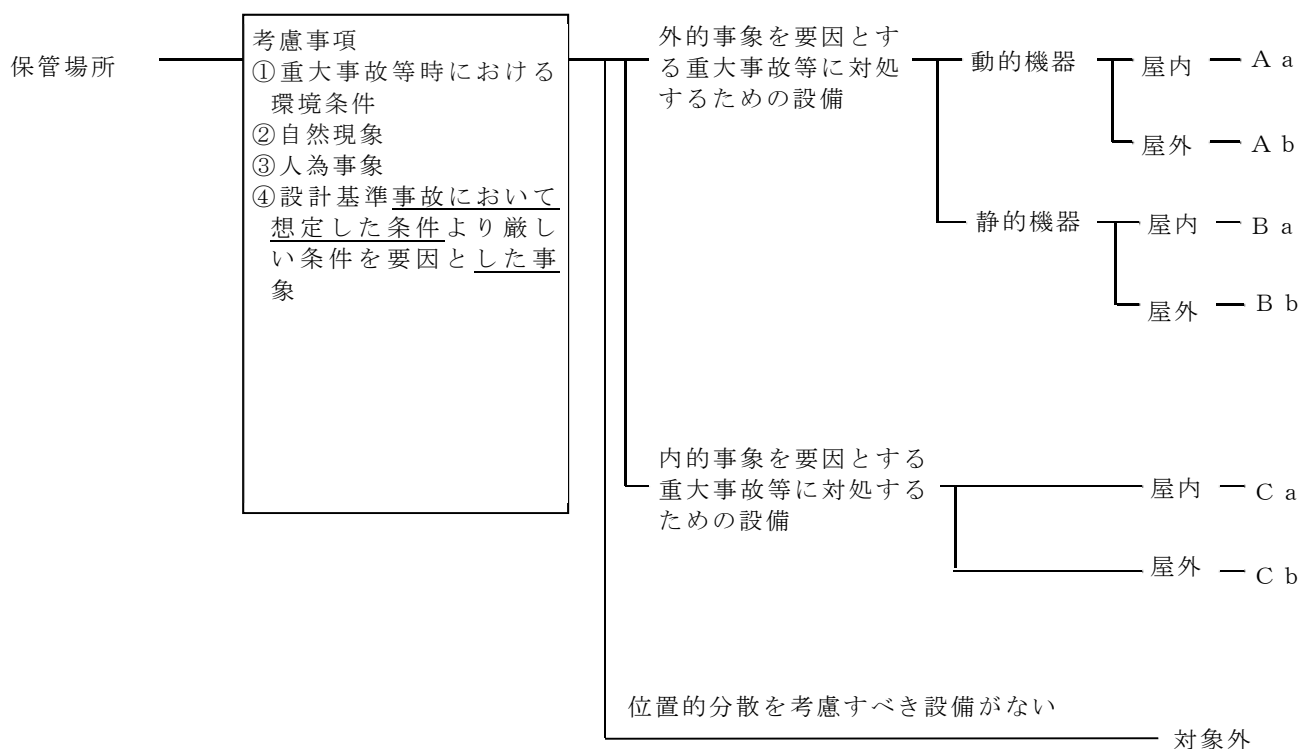 保管場所
考慮事項
①重大事故等時における
環境条件
②自然現象
③人為事象
④設計基準事故において
想定した条件より厳し
い条件を要因とした事
象
外的事象を要因とす
る重大事故等に対処
するための設備
動的機器
屋内
Ａａ
屋外
Ａｂ
静的機器
屋内
Ｂａ
屋外
Ｂｂ
内的事象を要因とする
重大事故等に対処する
ための設備
屋内
Ｃａ
屋外
Ｃｂ
位置的分散を考慮すべき設備がない
対象外